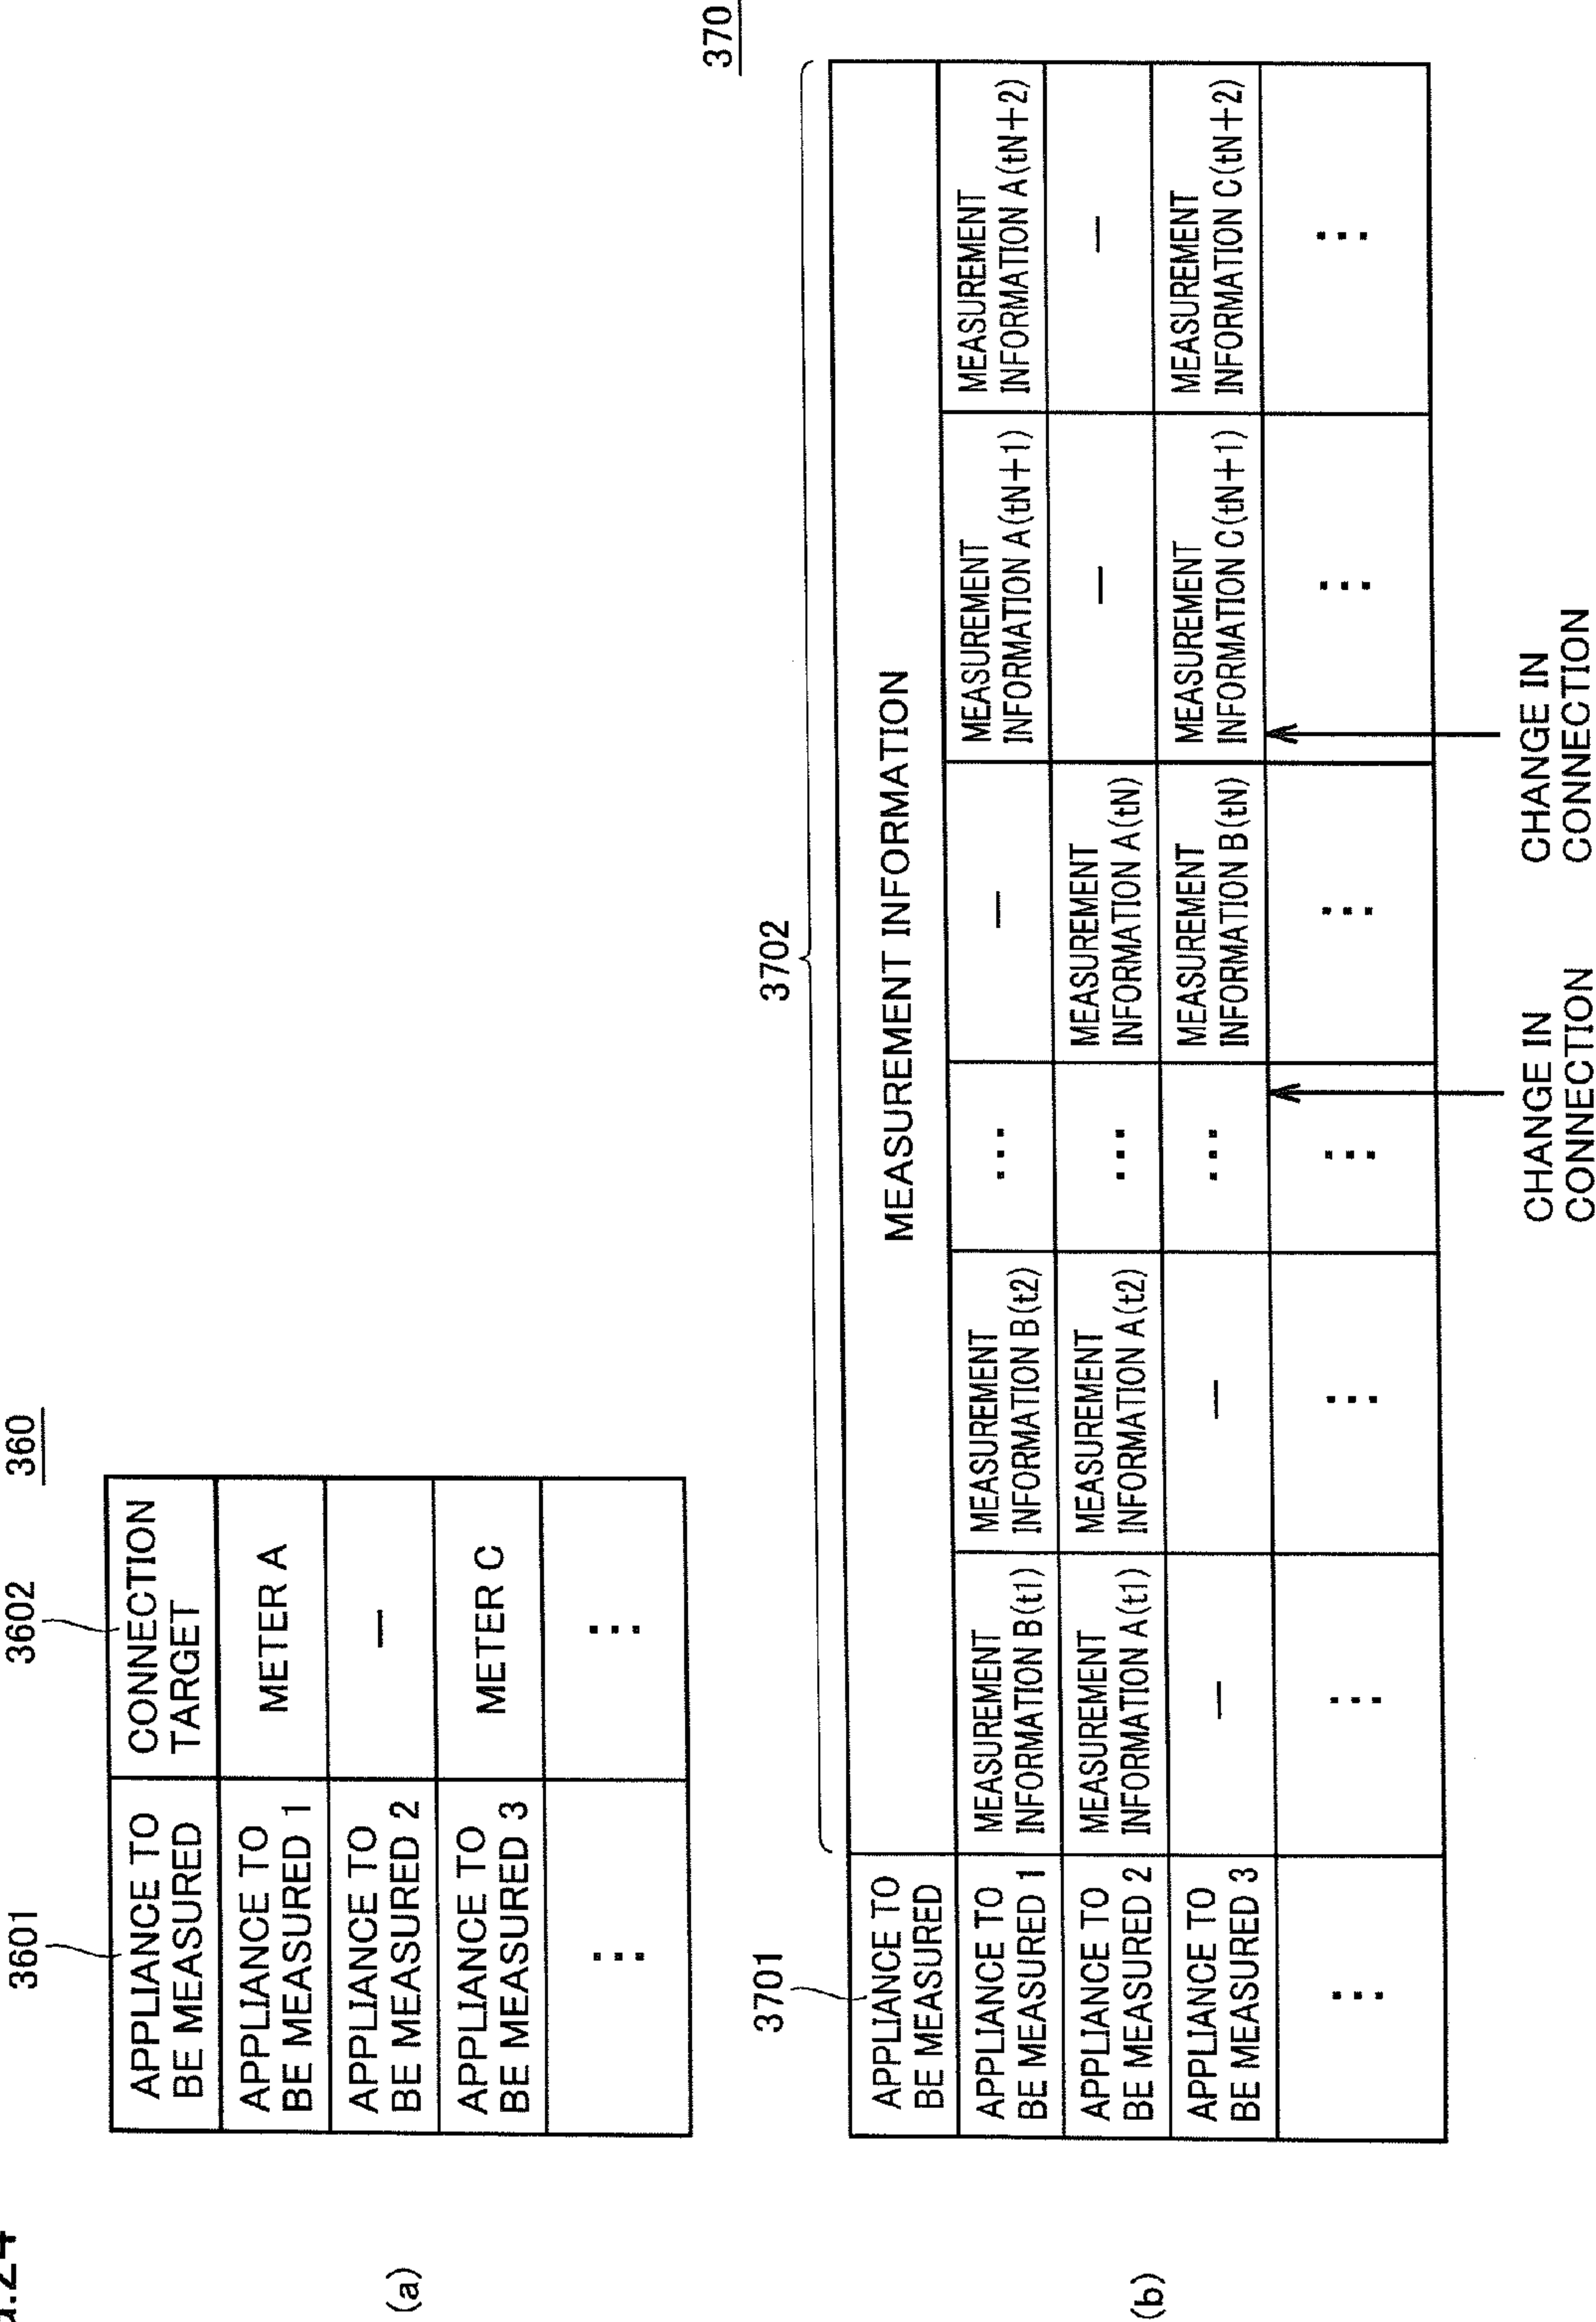 (a)
360
3601
3602
APPLIANCE TO
BE MEASURED
CONNECTION
TARGET
APPLIANCE TO
BE MEASURED 1
METER A
APPLIANCE TO
BE MEASURED 2
—
APPLIANCE TO
BE MEASURED 3
METER C
...
...
(b)
370
3701
3702
APPLIANCE TO
BE MEASURED
MEASUREMENT INFORMATION
APPLIANCE TO
BE MEASURED 1
MEASUREMENT
INFORMATION B(t1)
MEASUREMENT
INFORMATION B(t2)
...
—
MEASUREMENT
INFORMATION A(tN+1)
MEASUREMENT
INFORMATION A(tN+2)
APPLIANCE TO
BE MEASURED 2
MEASUREMENT
INFORMATION A(t1)
MEASUREMENT
INFORMATION A(t2)
...
MEASUREMENT
INFORMATION A(tN)
—
—
APPLIANCE TO
BE MEASURED 3
—
—
...
MEASUREMENT
INFORMATION B(tN)
MEASUREMENT
INFORMATION C(tN+1)
MEASUREMENT
INFORMATION C(tN+2)
...
...
...
...
...
...
...
CHANGE IN
CONNECTION
CHANGE IN
CONNECTION